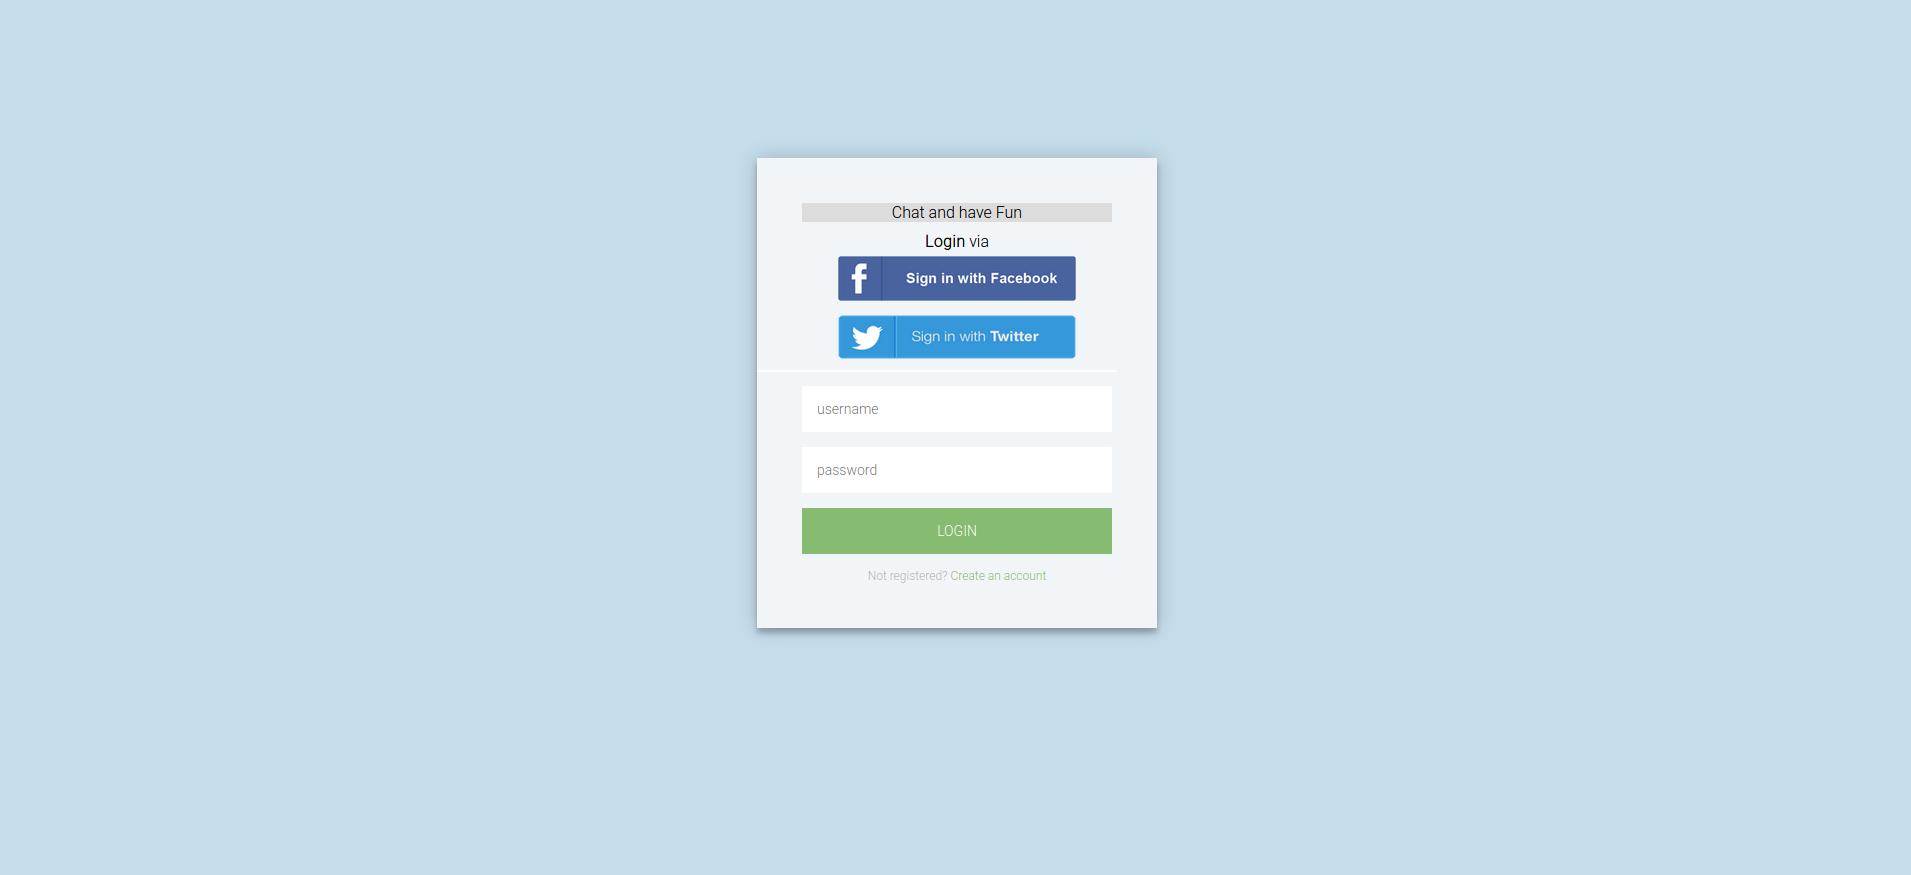 Chat and have Fun
Login via
Sign in with Facebook
Sign in with Twitter
username
password
LOGIN
Not registered? Create an account